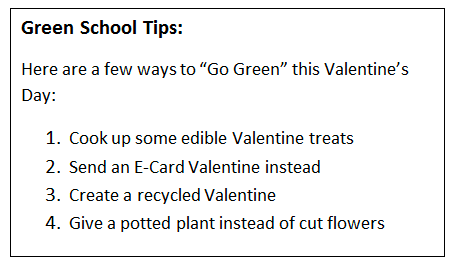 Green School Tips:
Here are a few ways to “Go Green” this Valentine’s
Day:
1. Cook up some edible Valentine treats
2. Send an E-Card Valentine instead
3. Create a recycled Valentine
4. Give a potted plant instead of cut flowers